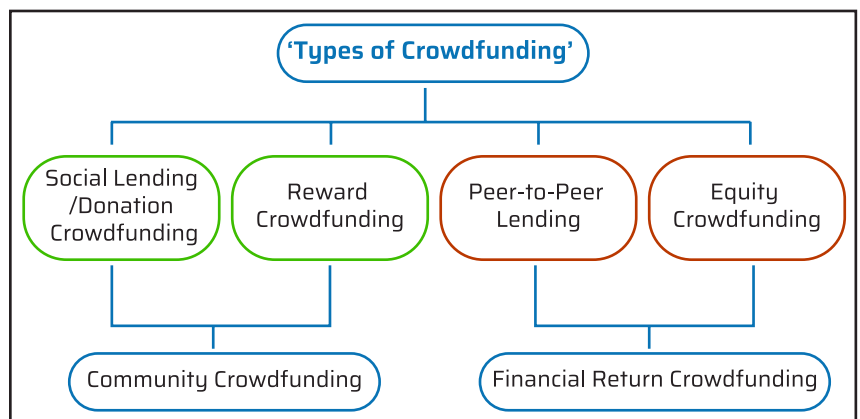 ‘Types of Crowdfunding’
Social Lending
/Donation
Crowdfunding
Reward
Crowdfunding
Peer-to-Peer
Lending
Equity
Crowdfunding
Community Crowdfunding
Financial Return Crowdfunding